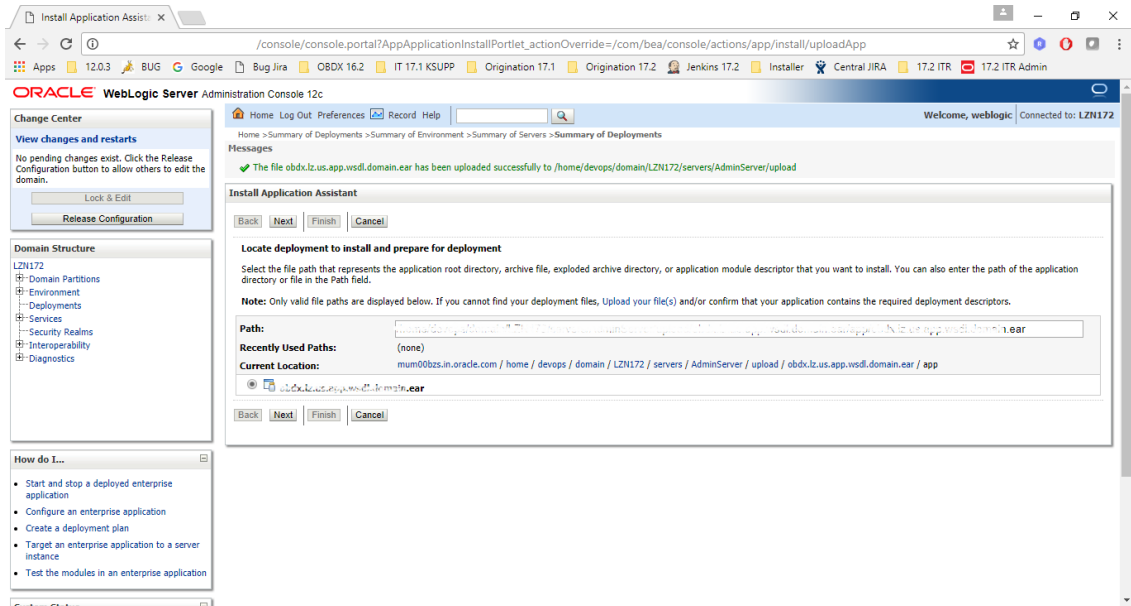 Install Application Assista
/console/console.portal?AppApplicationInstallPortlet_actionOverride=/com/bea/console/actions/app/install/uploadApp
Apps 12.0.3 BUG Google Bug Jira OBDX 16.2 IT 17.1 KSUPP Origination 17.1 Origination 17.2 Jenkins 17.2 Installer Central JIRA 17.2 ITR 17.2 ITR Admin
ORACLE WebLogic Server Administration Console 12c
Change Center
View changes and restarts
No pending changes exist. Click the Release
Configuration button to allow others to edit the
domain.
Lock & Edit
Release Configuration
Domain Structure
LZN172
Domain Partitions
Environment
Deployments
Services
Security Realms
Interoperability
Diagnostics
How do I...
Start and stop a deployed enterprise
application
Configure an enterprise application
Create a deployment plan
Target an enterprise application to a server
instance
Test the modules in an enterprise application
Home Log Out Preferences Record Help
Welcome, weblogic Connected to: LZN172
Home >Summary of Deployments >Summary of Environment >Summary of Servers >Summary of Deployments
Messages
The file obdx.lz.us.app.wsdl.domain.ear has been uploaded successfully to /home/devops/domain/LZN172/servers/AdminServer/upload
Install Application Assistant
Back Next Finish Cancel
Locate deployment to install and prepare for deployment
Select the file path that represents the application root directory, archive file, exploded archive directory, or application module descriptor that you want to install. You can also enter the path of the application
directory or file in the Path field.
Note: Only valid file paths are displayed below. If you cannot find your deployment files, Upload your file(s) and/or confirm that your application contains the required deployment descriptors.
Path:
Recently Used Paths: (none)
Current Location: mum00bzs.in.oracle.com / home / devops / domain / LZN172 / servers / AdminServer / upload / obdx.lz.us.app.wsdl.domain.ear / app
Back Next Finish Cancel